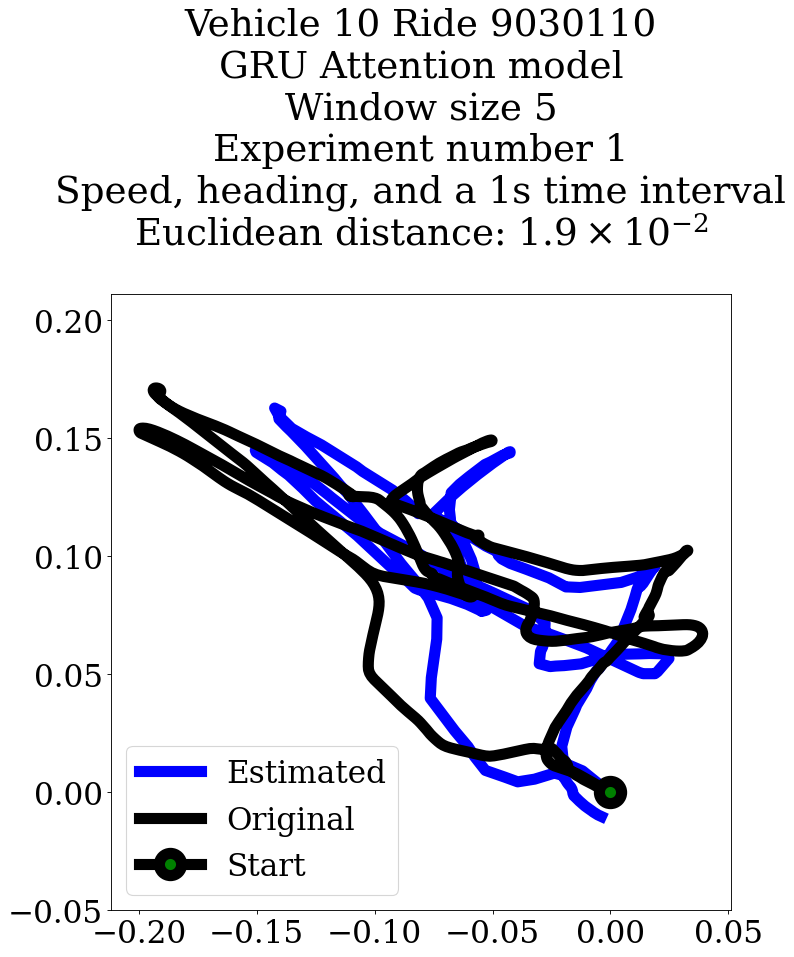 Vehicle 10 Ride 9030110
GRU Attention model
Window size 5
Experiment number 1
Speed, heading, and a 1s time interval
Euclidean distance: 1.9 × 10⁻²
0.20
0.15
0.10
0.05
0.00
−0.05
Estimated
Original
Start
−0.20 −0.15 −0.10 −0.05 0.00 0.05